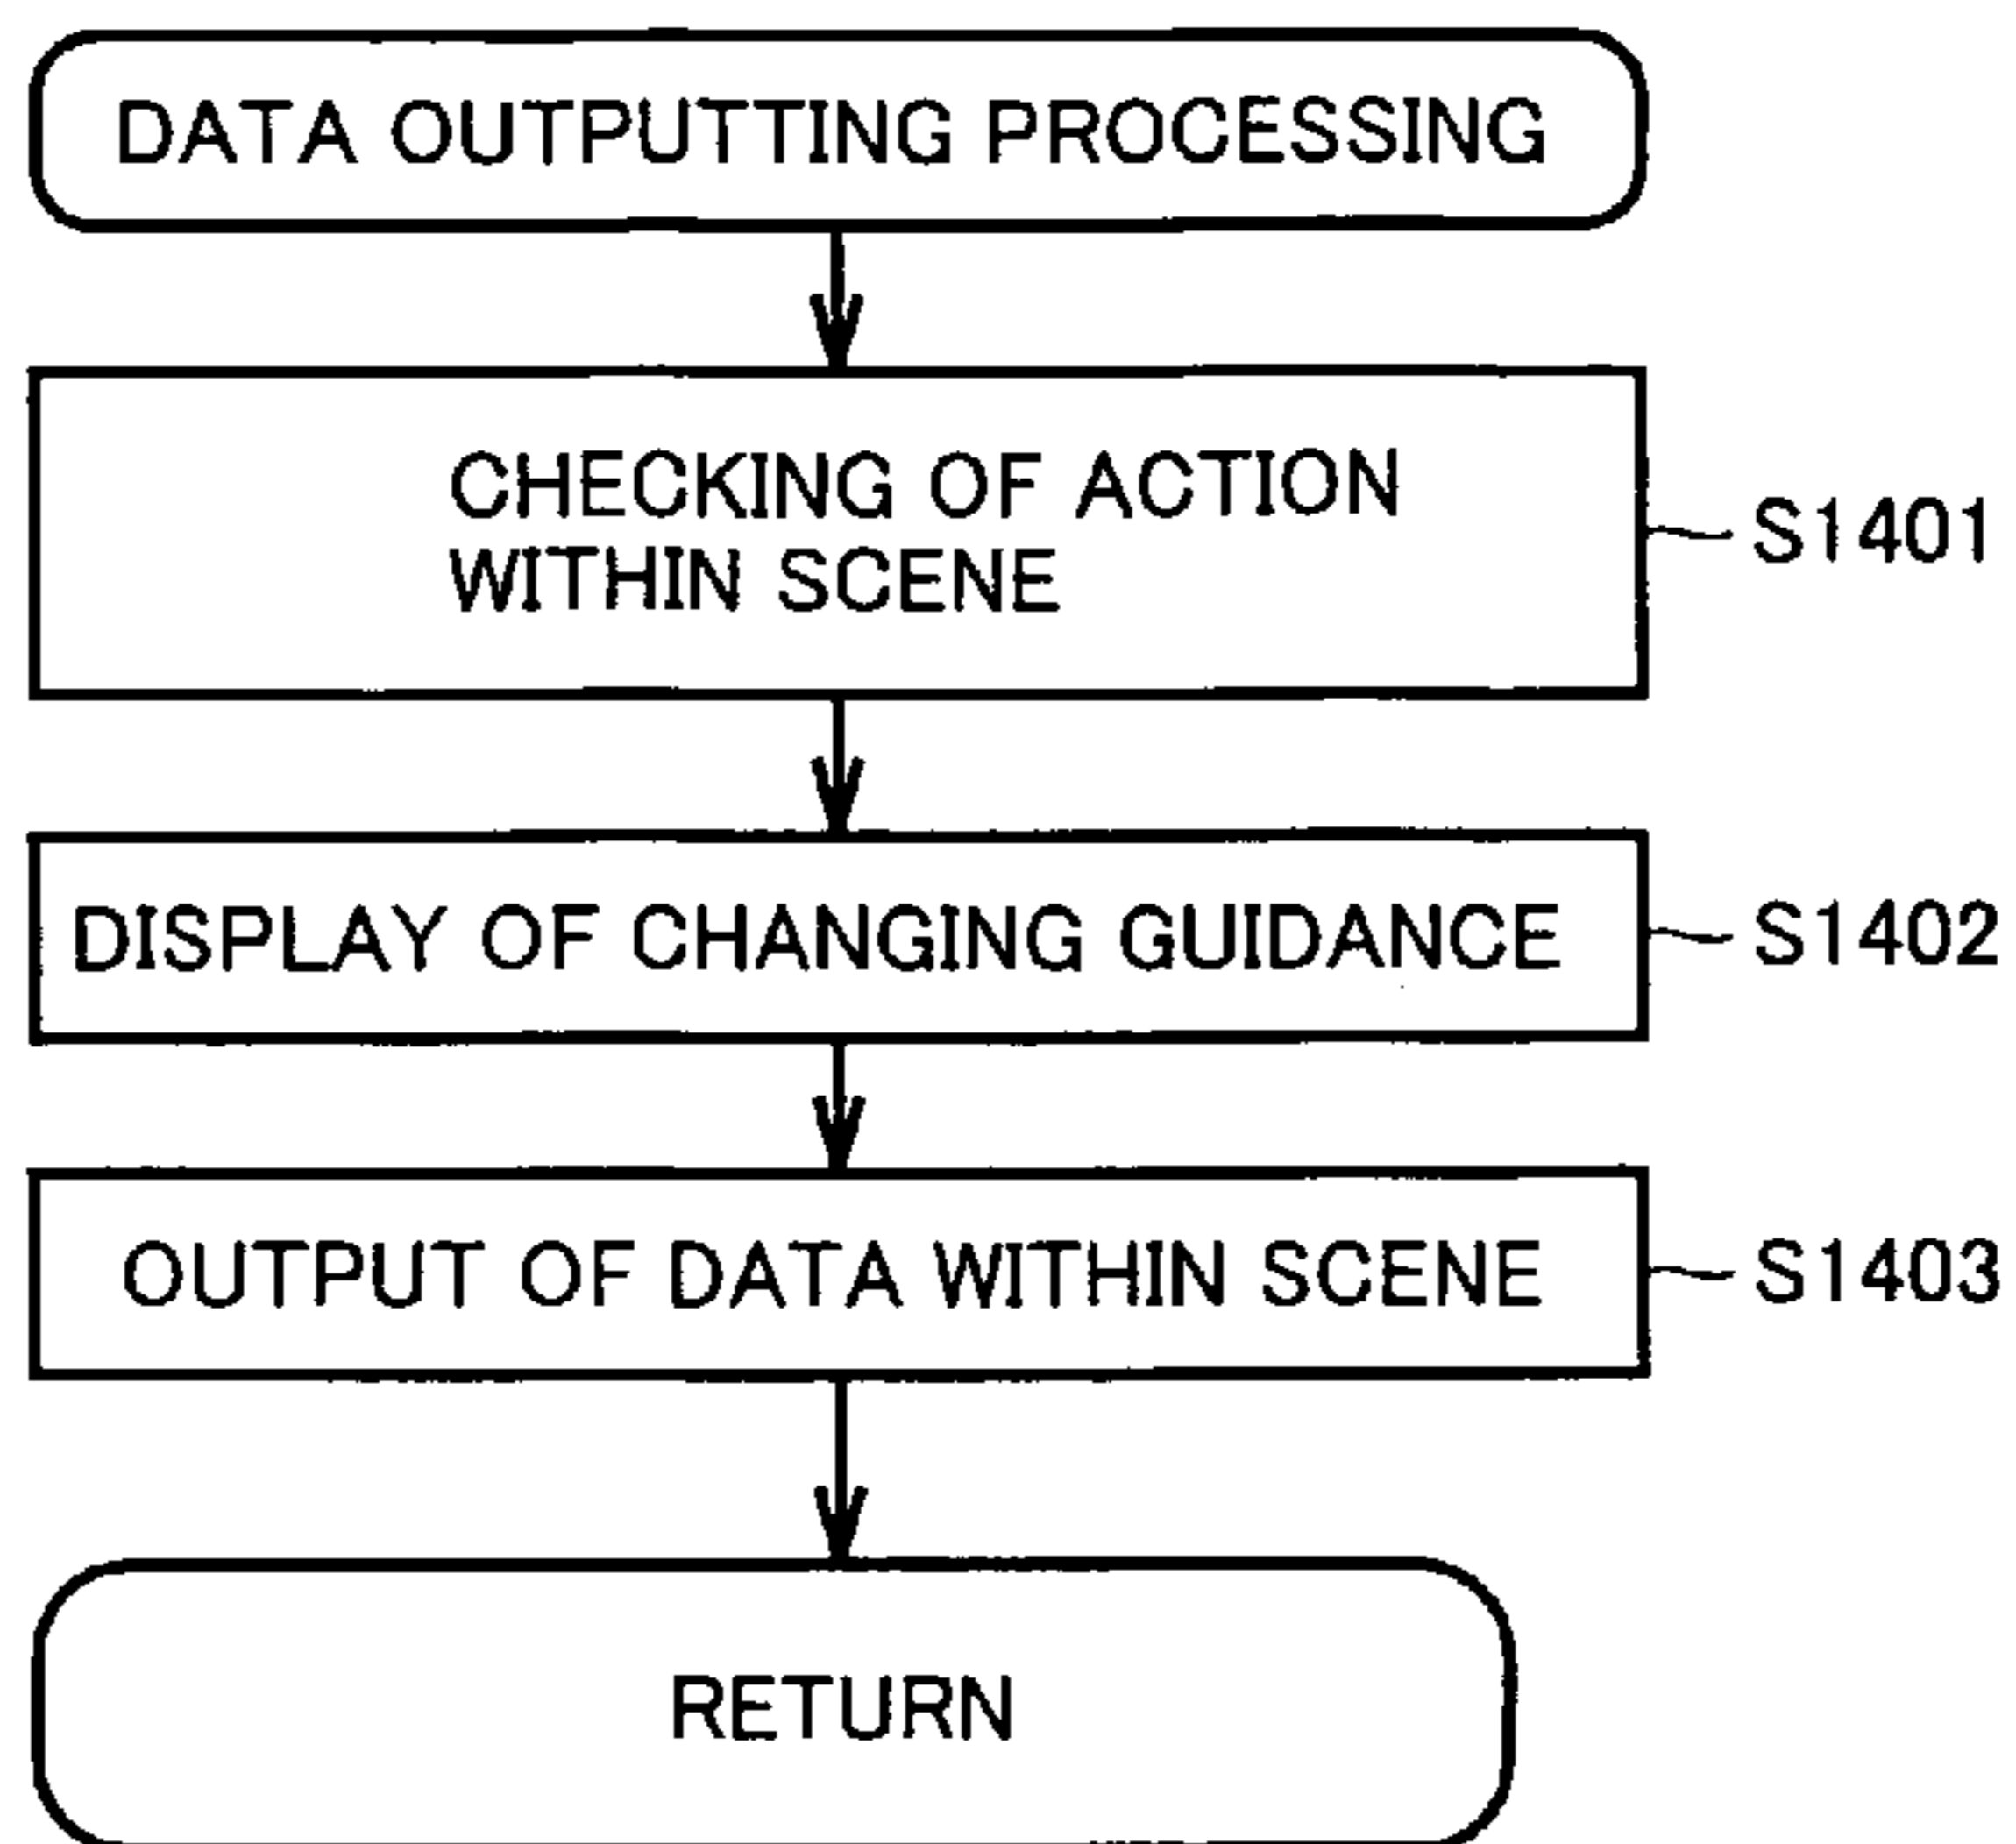 DATA OUTPUTTING PROCESSING
CHECKING OF ACTION
WITHIN SCENE
S1401
DISPLAY OF CHANGING GUIDANCE
S1402
OUTPUT OF DATA WITHIN SCENE
S1403
RETURN